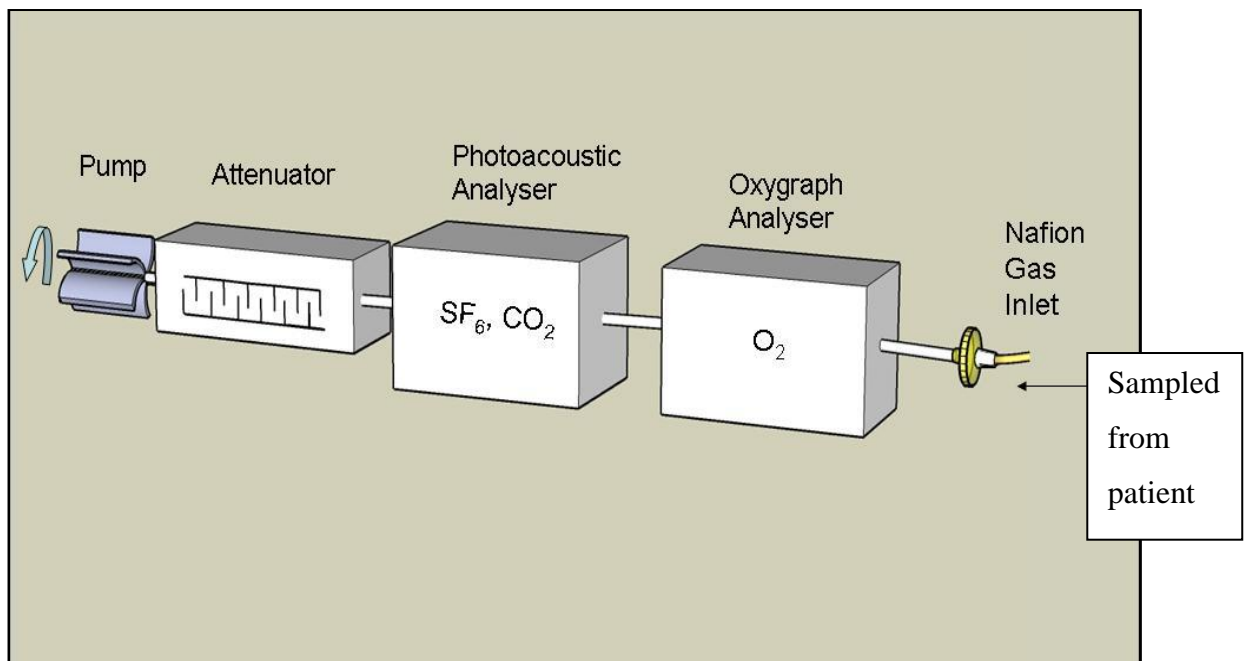 Pump
Attenuator
Photoacoustic
Analyser
Oxygraph
Analyser
Nafion
Gas
Inlet
SF₆, CO₂
O₂
Sampled
from
patient